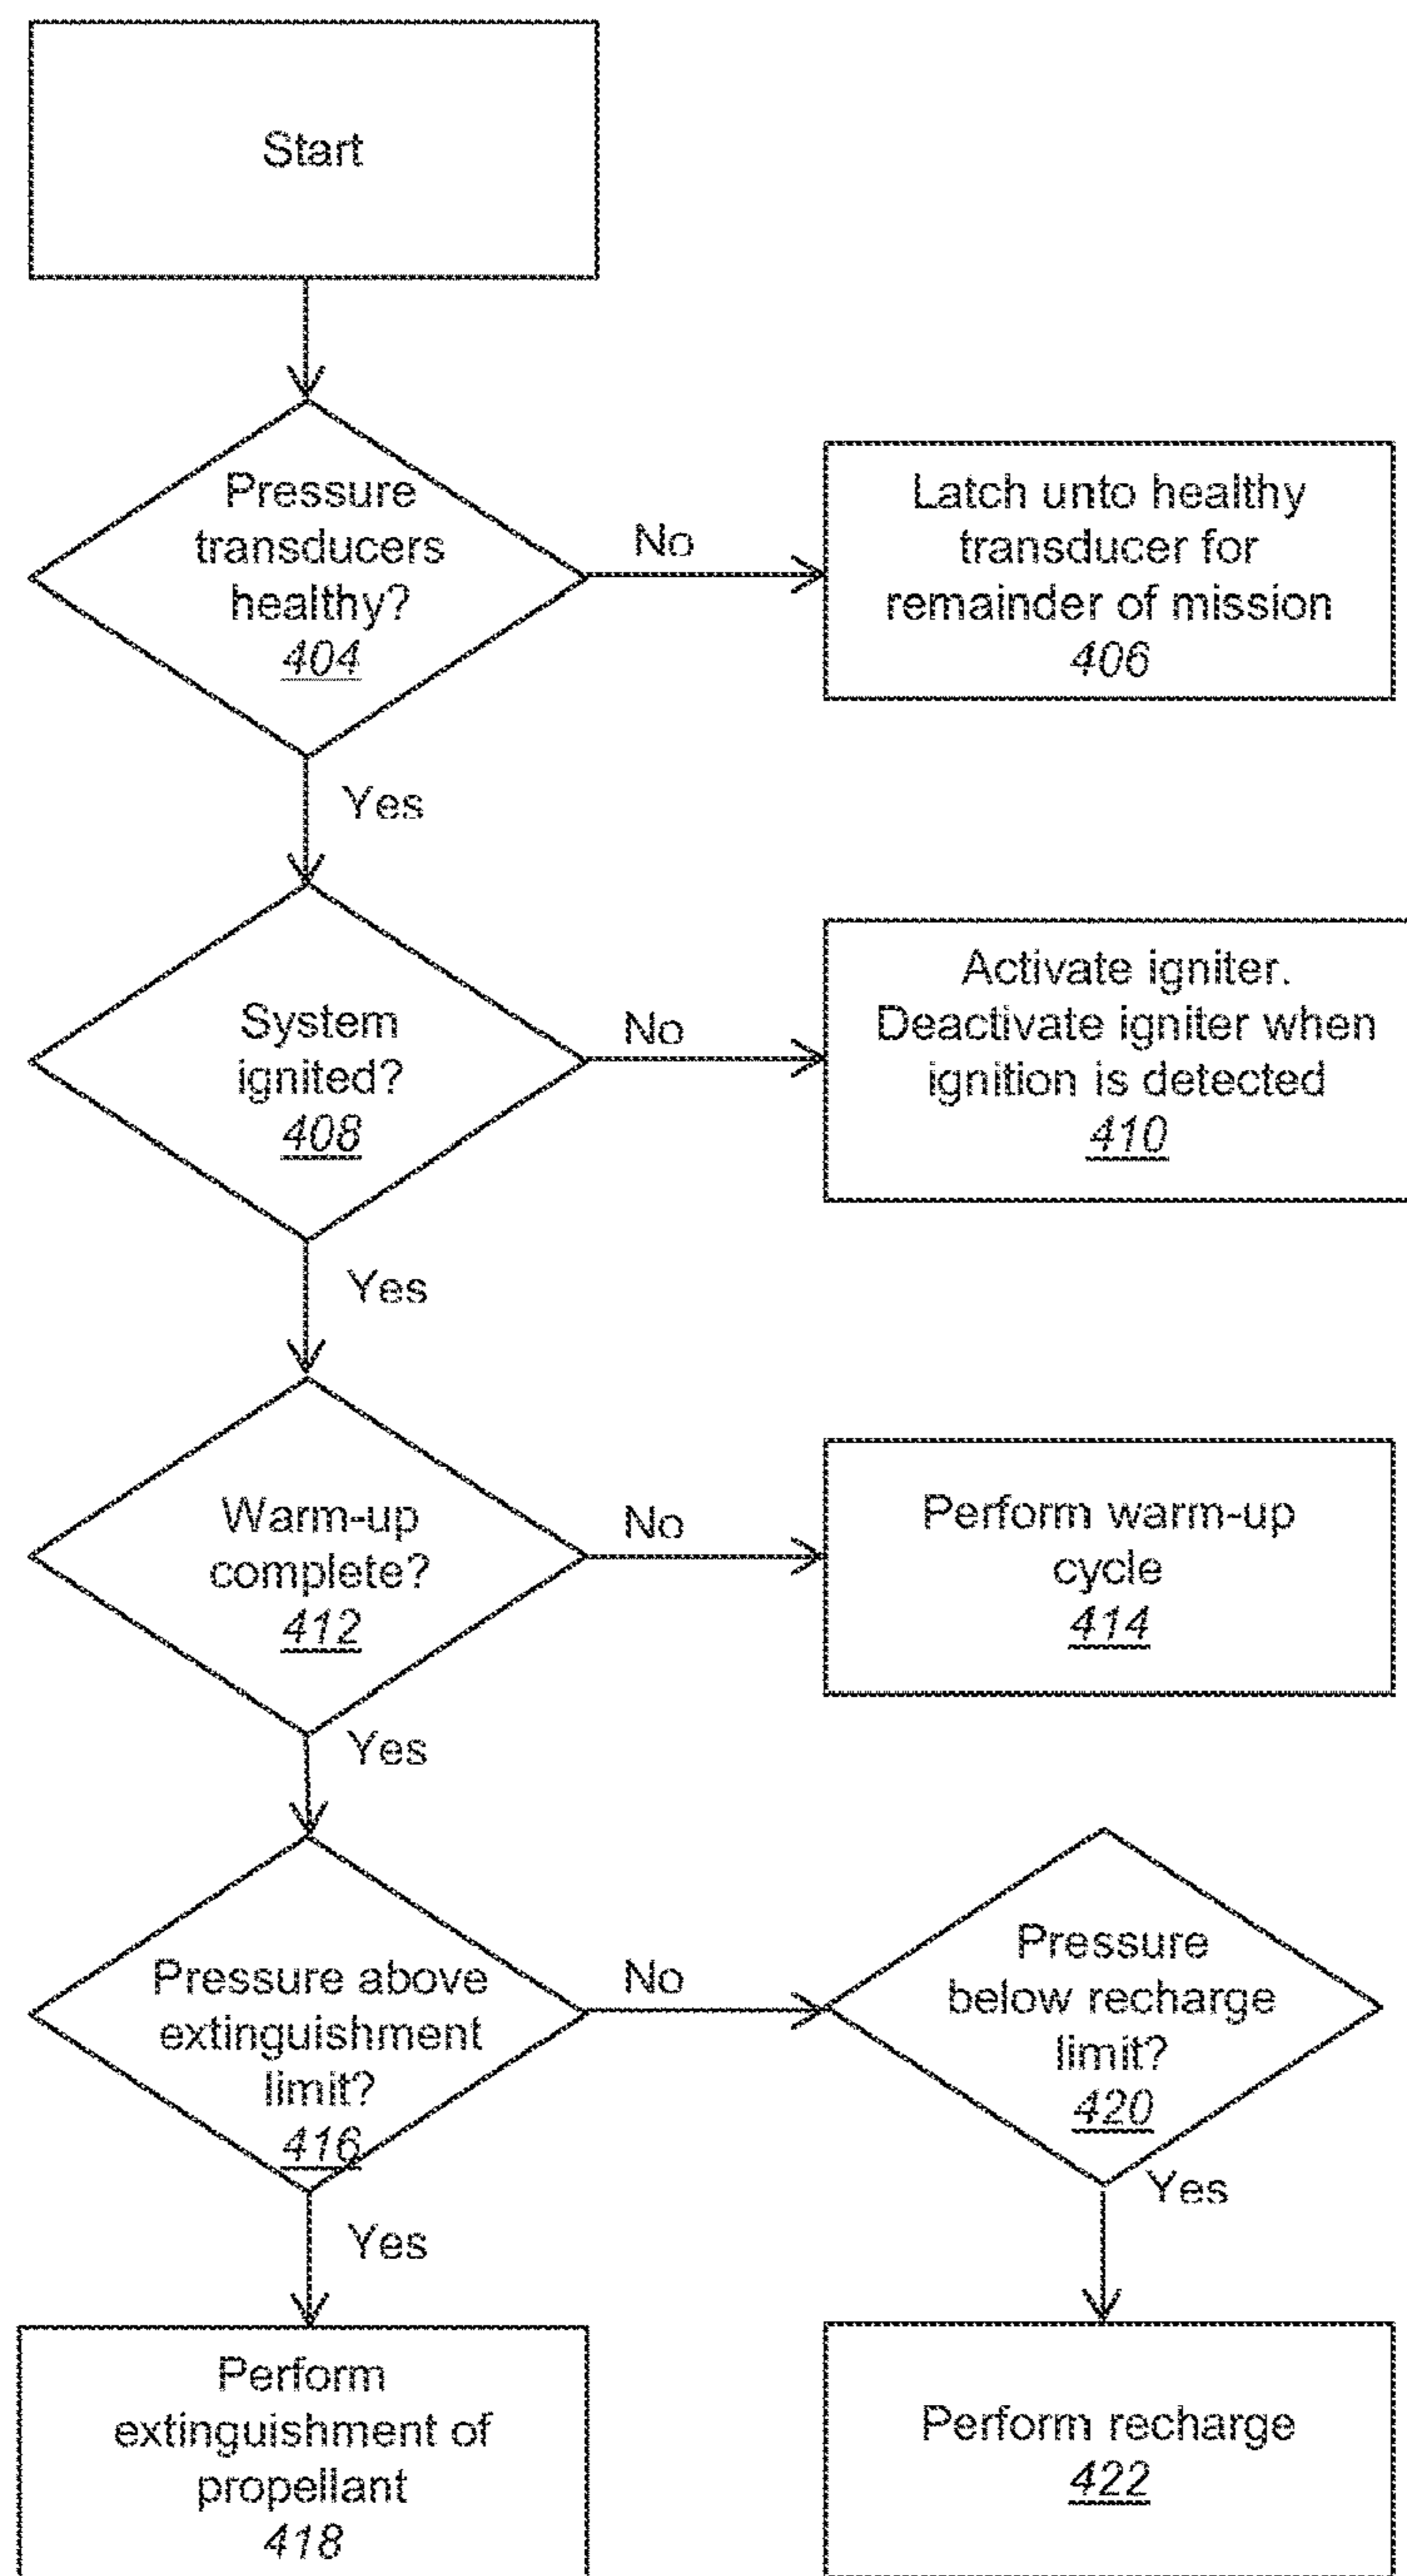 Start
Pressure
transducers
healthy?
404
No
Latch unto healthy
transducer for
remainder of mission
406
Yes
System
ignited?
408
No
Activate igniter.
Deactivate igniter when
ignition is detected
410
Yes
Warm-up
complete?
412
No
Perform warm-up
cycle
414
Yes
Pressure above
extinguishment
limit?
416
No
Pressure
below recharge
limit?
420
Yes
Yes
Perform
extinguishment of
propellant
418
Perform recharge
422